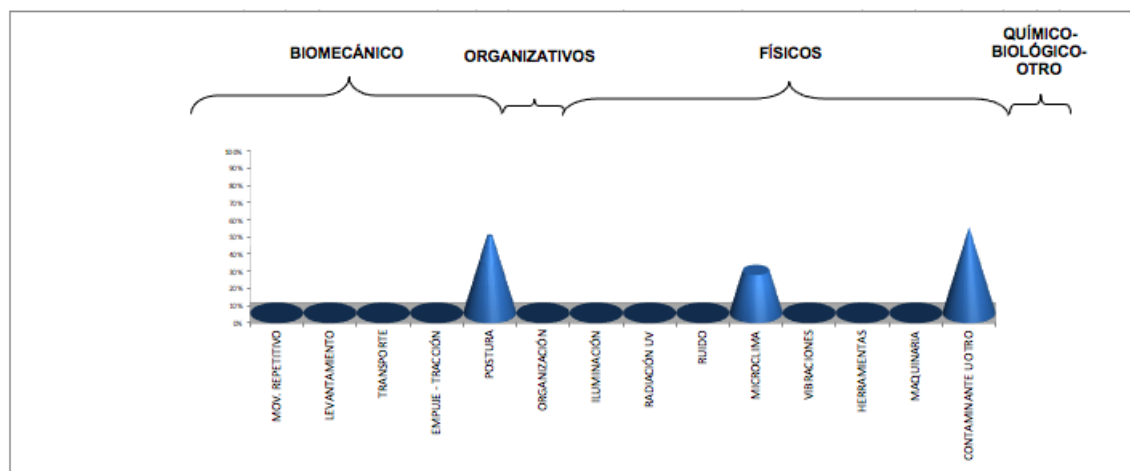 BIOMECÁNICO
ORGANIZATIVOS
FÍSICOS
QUÍMICO-
BIOLÓGICO-
OTRO
100%
90%
80%
70%
60%
50%
40%
30%
20%
10%
0%
MOV. REPETITIVO
LEVANTAMIENTO
TRANSPORTE
EMPUJE - TRACCIÓN
POSTURA
ORGANIZACIÓN
ILUMINACIÓN
RADIACIÓN UV
RUIDO
MICROCLIMA
VIBRACIONES
HERRAMIENTAS
MAQUINARIA
CONTAMINANTE U OTRO